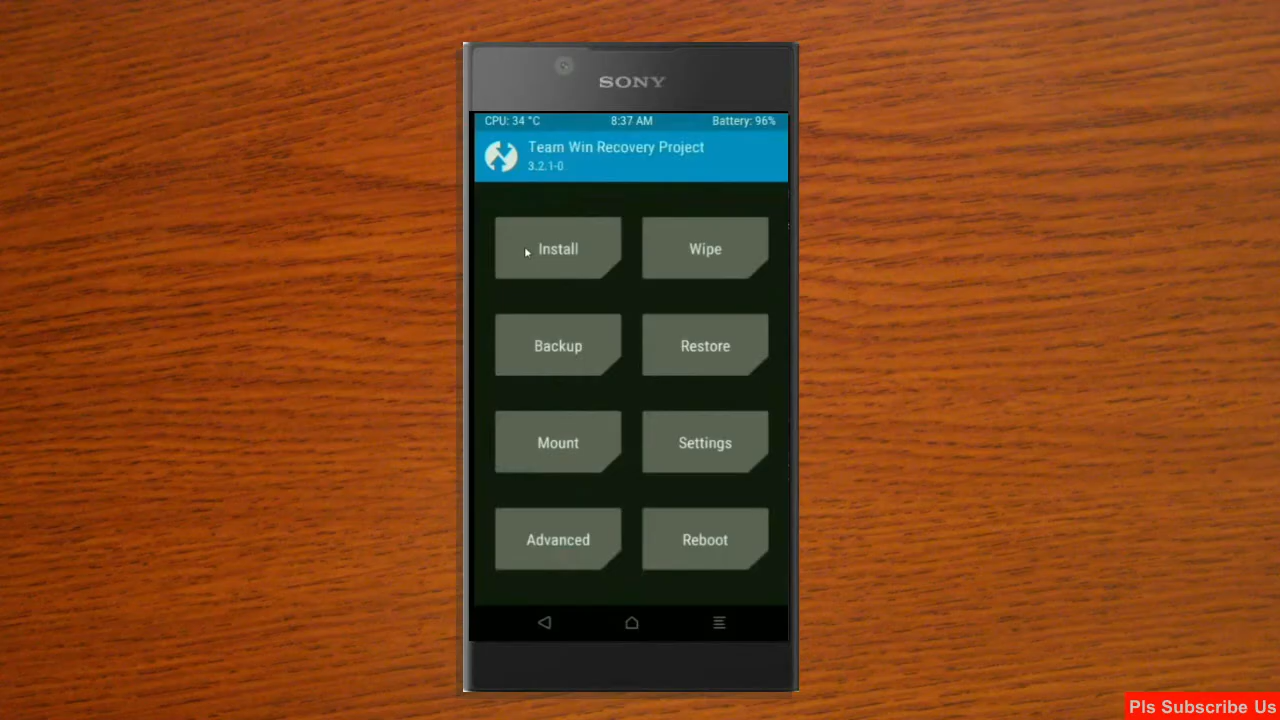 SONY
CPU: 34 °C 8:37 AM Battery: 96%
Team Win Recovery Project
3.2.1-0
Install Wipe
Backup Restore
Mount Settings
Advanced Reboot
Pls Subscribe Us